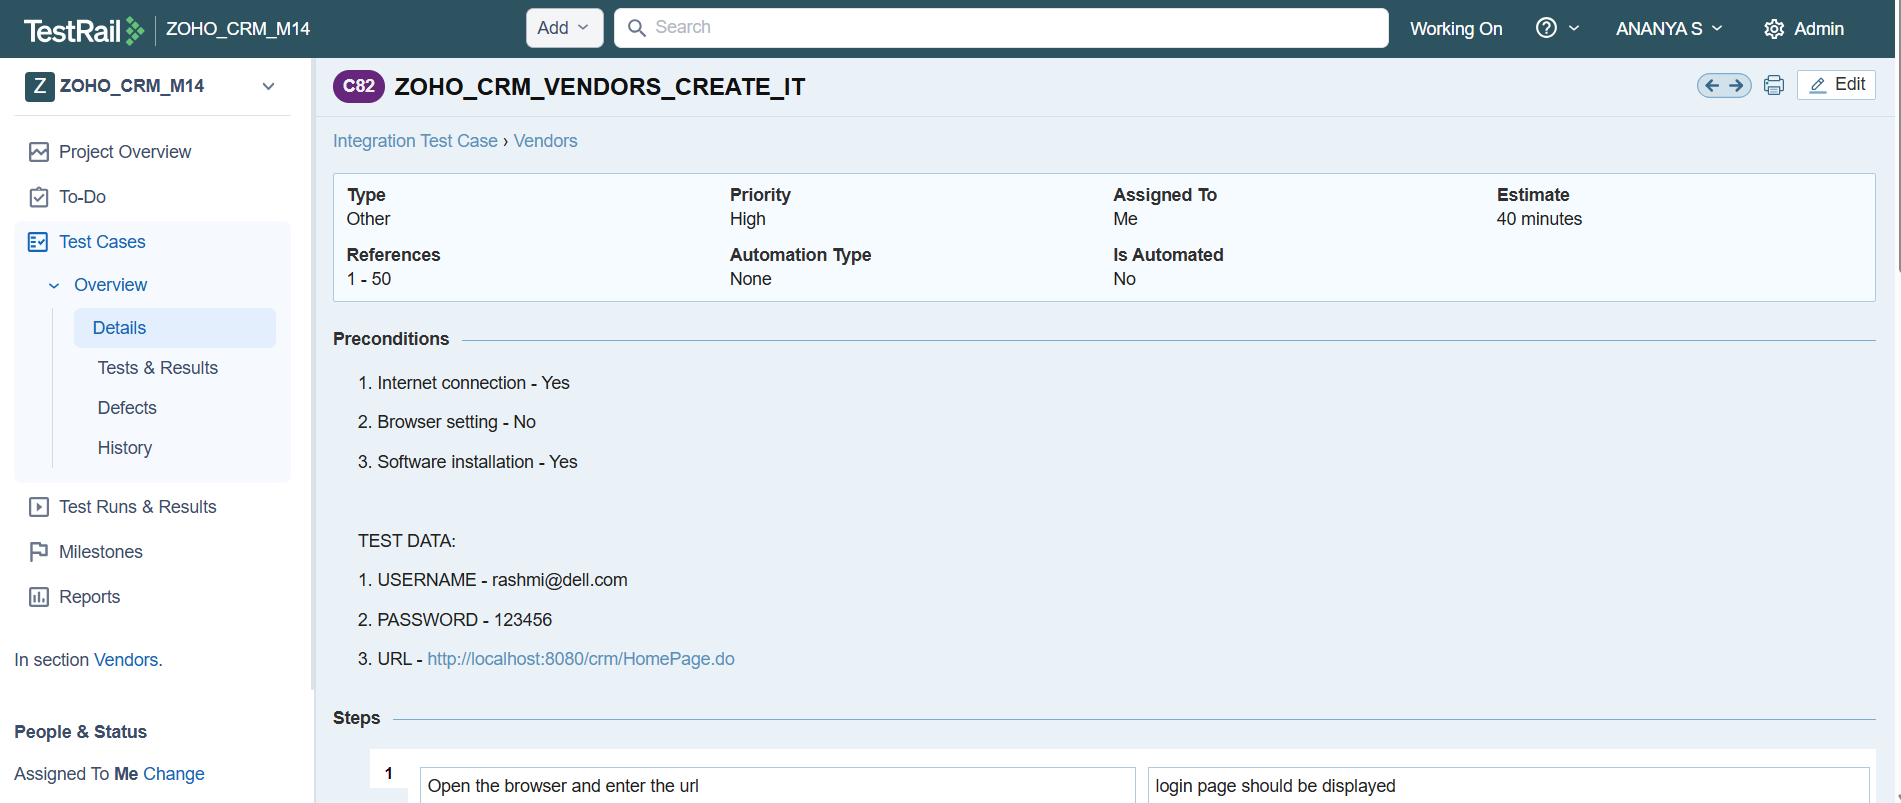 TestRail ZOHO_CRM_M14 Add Search Working On ANANYA S Admin
Z ZOHO_CRM_M14
C82 ZOHO_CRM_VENDORS_CREATE_IT Edit
Project Overview
To-Do
Test Cases
Overview
Details
Tests & Results
Defects
History
Test Runs & Results
Milestones
Reports
In section Vendors.
People & Status
Assigned To Me Change
Integration Test Case › Vendors
Type Priority Assigned To Estimate
Other High Me 40 minutes
References Automation Type Is Automated
1 - 50 None No
Preconditions
1. Internet connection - Yes
2. Browser setting - No
3. Software installation - Yes
TEST DATA:
1. USERNAME - rashmi@dell.com
2. PASSWORD - 123456
3. URL - http://localhost:8080/crm/HomePage.do
Steps
1 Open the browser and enter the url login page should be displayed